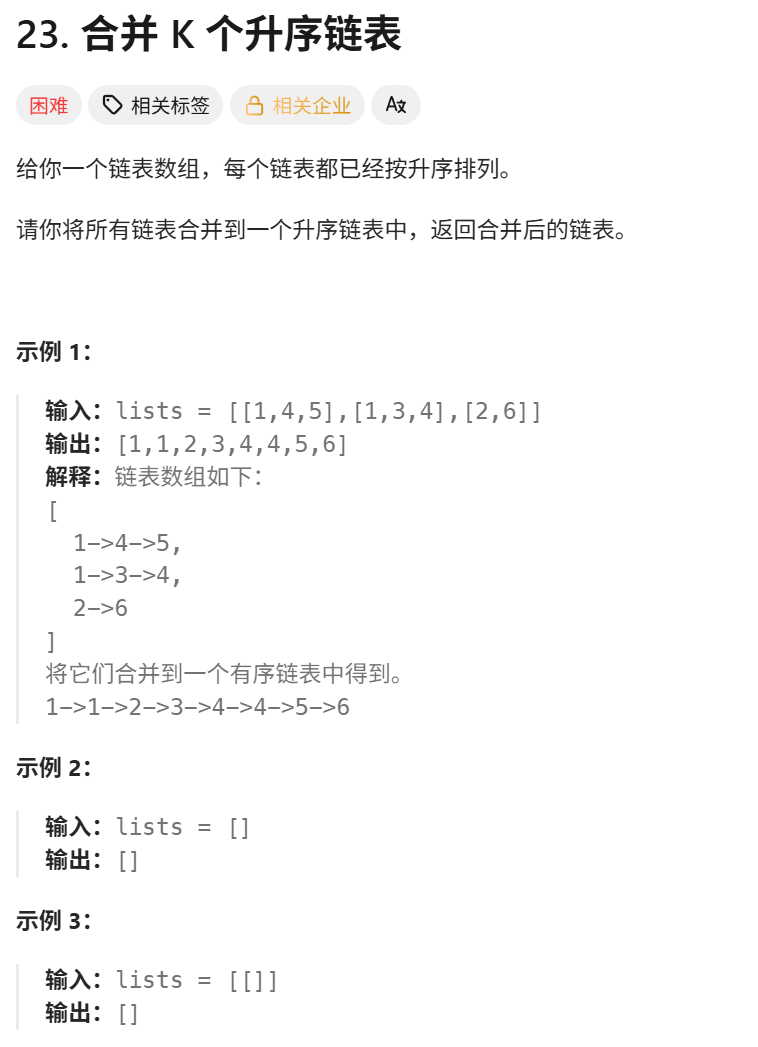 23. 合并 K 个升序链表
困难 相关标签 相关企业 A文
给你一个链表数组，每个链表都已经按升序排列。
请你将所有链表合并到一个升序链表中，返回合并后的链表。
示例 1：
输入：lists = [[1,4,5],[1,3,4],[2,6]]
输出：[1,1,2,3,4,4,5,6]
解释：链表数组如下：
[
  1->4->5,
  1->3->4,
  2->6
]
将它们合并到一个有序链表中得到。
1->1->2->3->4->4->5->6
示例 2：
输入：lists = []
输出：[]
示例 3：
输入：lists = [[]]
输出：[]